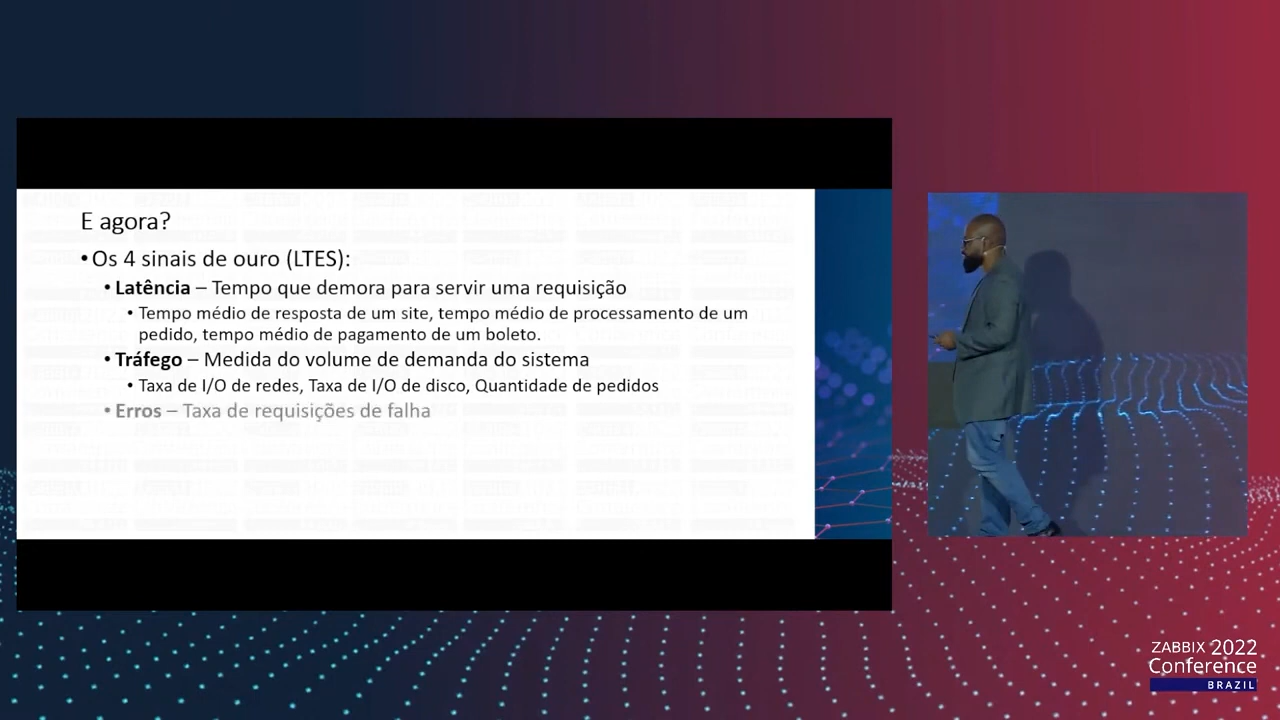 E agora?
• Os 4 sinais de ouro (LTES):
• Latência – Tempo que demora para servir uma requisição
• Tempo médio de resposta de um site, tempo médio de processamento de um
pedido, tempo médio de pagamento de um boleto.
• Tráfego – Medida do volume de demanda do sistema
• Taxa de I/O de redes, Taxa de I/O de disco, Quantidade de pedidos
• Erros – Taxa de requisições de falha
ZABBIX 2022
Conference
BRAZIL